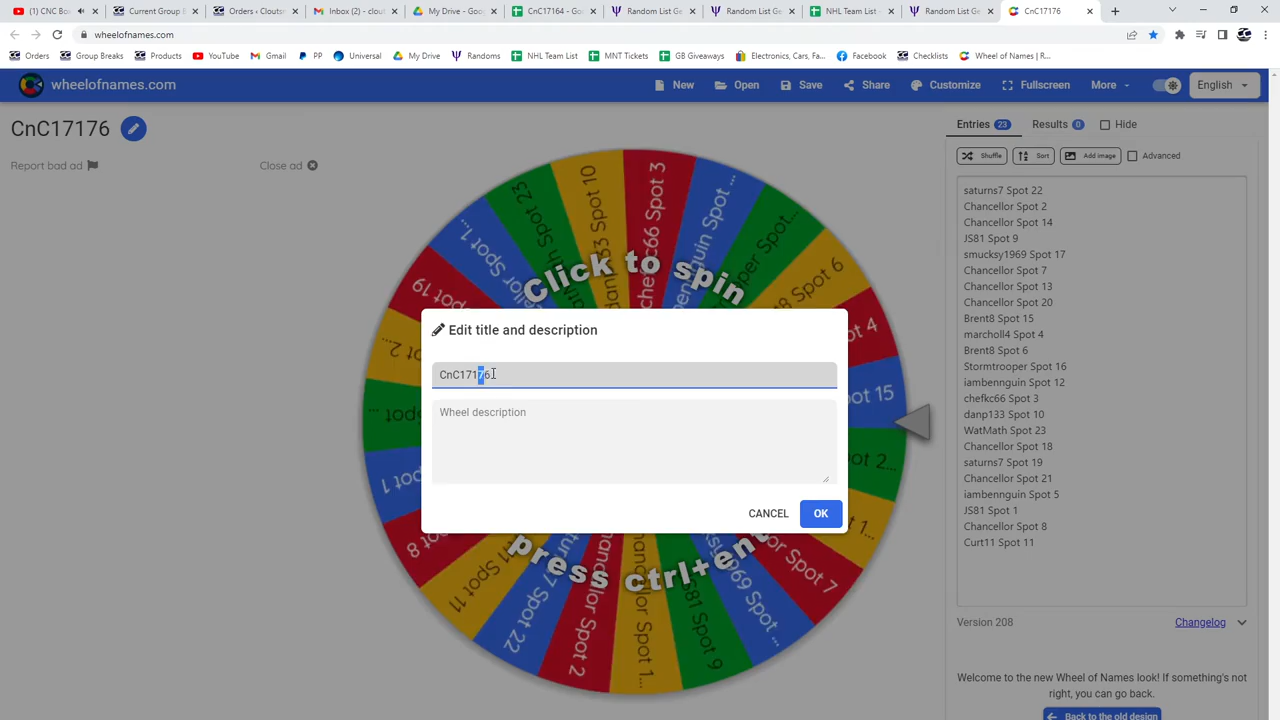 (1) CNC Bo
Current Group B
Orders ‹ Clouts
Inbox (2) - clou
My Drive - Goo
CnC17164 - Goo
Random List Ge
Random List Ge
NHL Team List -
Random List Ge
CnC17176
wheelofnames.com
Orders
Group Breaks
Products
YouTube
Gmail
PP
Universal
My Drive
Randoms
NHL Team List
MNT Tickets
GB Giveaways
Electronics, Cars, Fa...
Facebook
Checklists
Wheel of Names | R...
wheelofnames.com
New
Open
Save
Share
Customize
Fullscreen
More
English
CnC17176
Report bad ad
Close ad
Entries 23
Results 0
Hide
Shuffle
Sort
Add image
Advanced
saturns7 Spot 22
Chancellor Spot 2
Chancellor Spot 14
JS81 Spot 9
smucksy1969 Spot 17
Chancellor Spot 7
Chancellor Spot 13
Chancellor Spot 20
Brent8 Spot 15
marcholl4 Spot 4
Brent8 Spot 6
Stormtrooper Spot 16
iambennguin Spot 12
chefkc66 Spot 3
danp133 Spot 10
WatMath Spot 23
Chancellor Spot 18
saturns7 Spot 19
Chancellor Spot 21
iambennguin Spot 5
JS81 Spot 1
Chancellor Spot 8
Curt11 Spot 11
Click to spin
press ctrl+ent
Edit title and description
CnC17176
Wheel description
CANCEL
OK
Version 208
Changelog
Welcome to the new Wheel of Names look! If something's not
right, you can go back.
Back to the old design